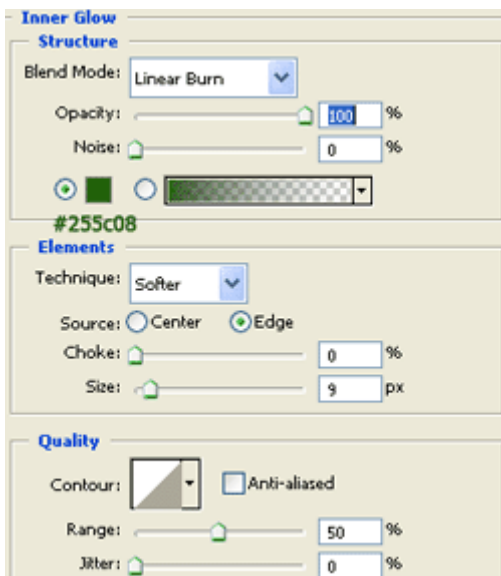 Inner Glow
Structure
Blend Mode: Linear Burn
Opacity: 100 %
Noise: 0 %
#255c08
Elements
Technique: Softer
Source: Center Edge
Choke: 0 %
Size: 9 px
Quality
Contour: Anti-aliased
Range: 50 %
Jitter: 0 %